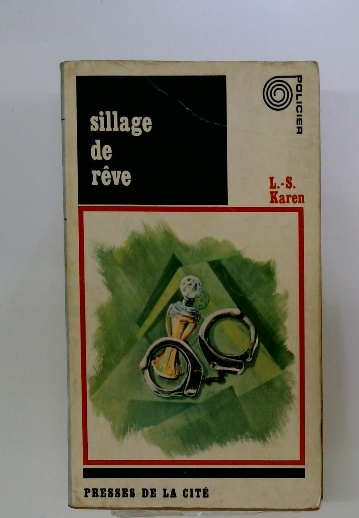 POLICIER
sillage
de
rêve
L.-S.
Karen
PRESSES DE LA CITÉ